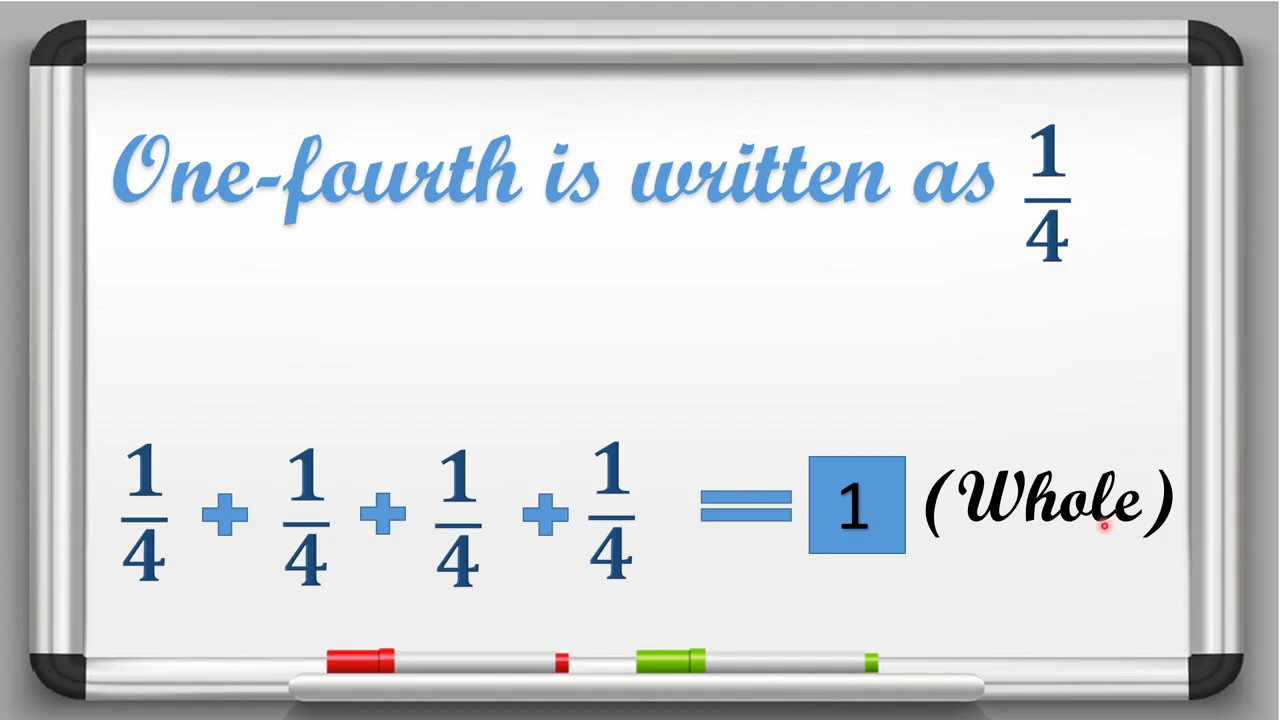 One-fourth is written as 1/4
1/4 + 1/4 + 1/4 + 1/4 = 1 (Whole)